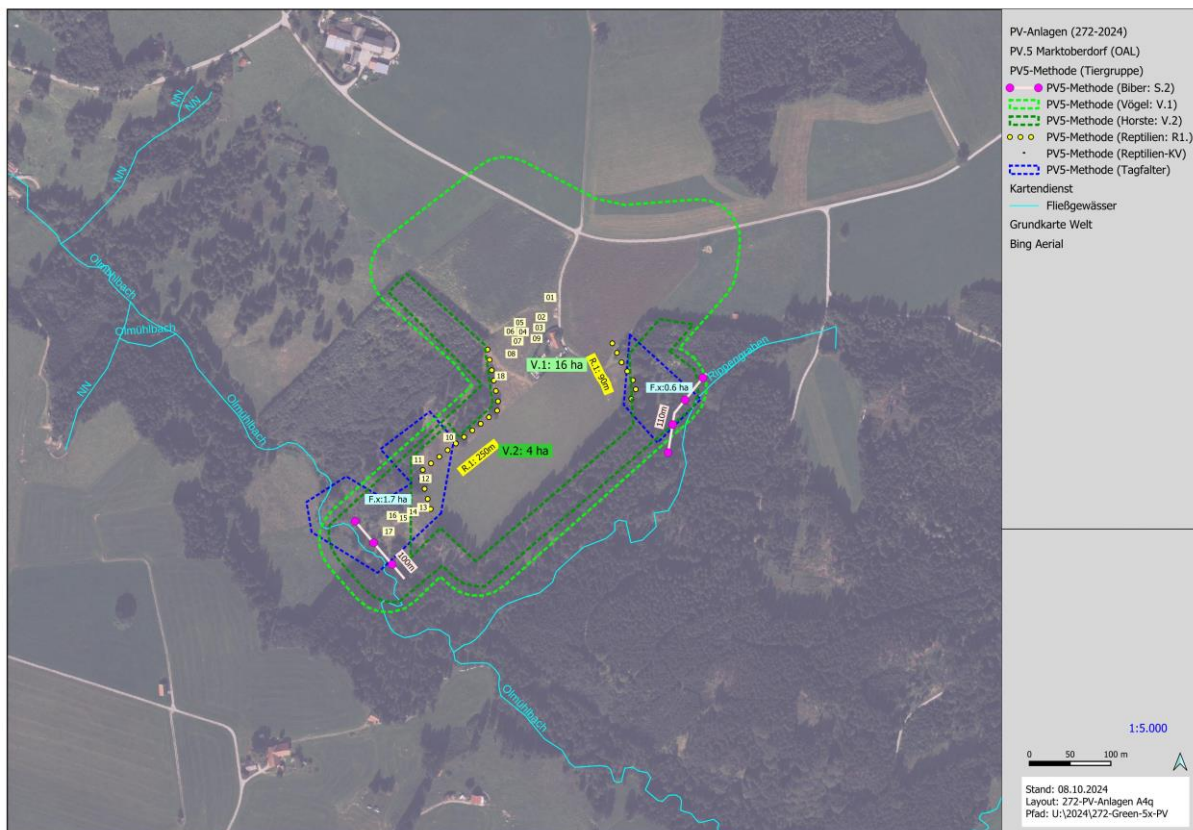 PV-Anlagen (272-2024)
PV.5 Marktoberdorf (OAL)
PV5-Methode (Tiergruppe)
PV5-Methode (Biber: S.2)
PV5-Methode (Vögel: V.1)
PV5-Methode (Horste: V.2)
PV5-Methode (Reptilien: R1.)
PV5-Methode (Reptilien-KV)
PV5-Methode (Tagfalter)
Kartendienst
Fließgewässer
Grundkarte Welt
Bing Aerial
NN
NN
NN
Olmühlbach
Olmühlbach
NN
Olmühlbach
Rippengraben
01
02
05
03
06
04
07
09
08
V.1: 16 ha
R.1: 90m
18
F.x:0.6 ha
110m
10
R.1: 250m
V.2: 4 ha
11
12
F.x:1.7 ha
13
14
16
15
17
100m
Olmühlbach
1:5.000
0
50
100 m
Stand: 08.10.2024
Layout: 272-PV-Anlagen A4q
Pfad: U:\2024\272-Green-5x-PV